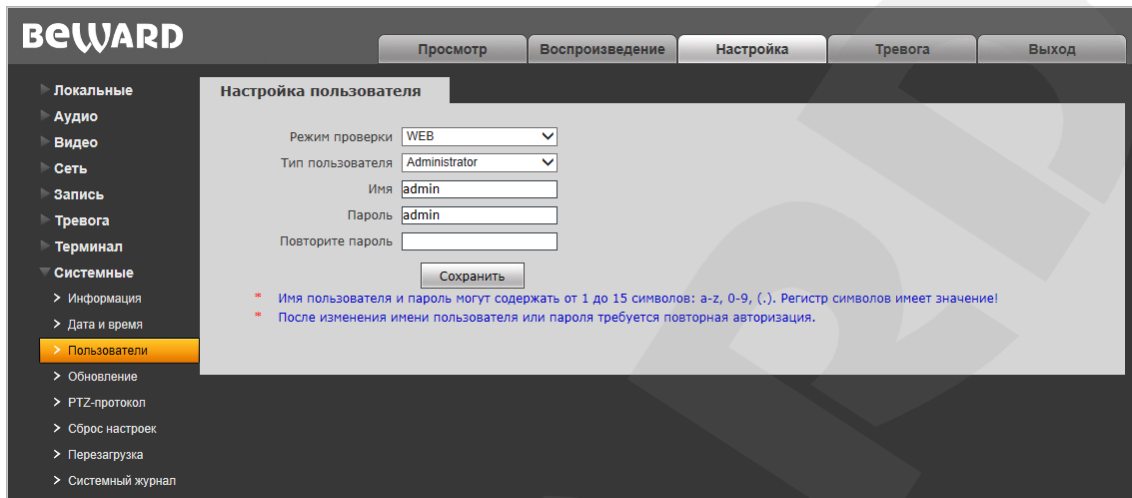 BEWARD
Просмотр Воспроизведение Настройка Тревога Выход
Локальные
Аудио
Видео
Сеть
Запись
Тревога
Терминал
Системные
Информация
Дата и время
Пользователи
Обновление
PTZ-протокол
Сброс настроек
Перезагрузка
Системный журнал
Настройка пользователя
Режим проверки WEB
Тип пользователя Administrator
Имя admin
Пароль admin
Повторите пароль
Сохранить
* Имя пользователя и пароль могут содержать от 1 до 15 символов: a-z, 0-9, (.). Регистр символов имеет значение!
* После изменения имени пользователя или пароля требуется повторная авторизация.